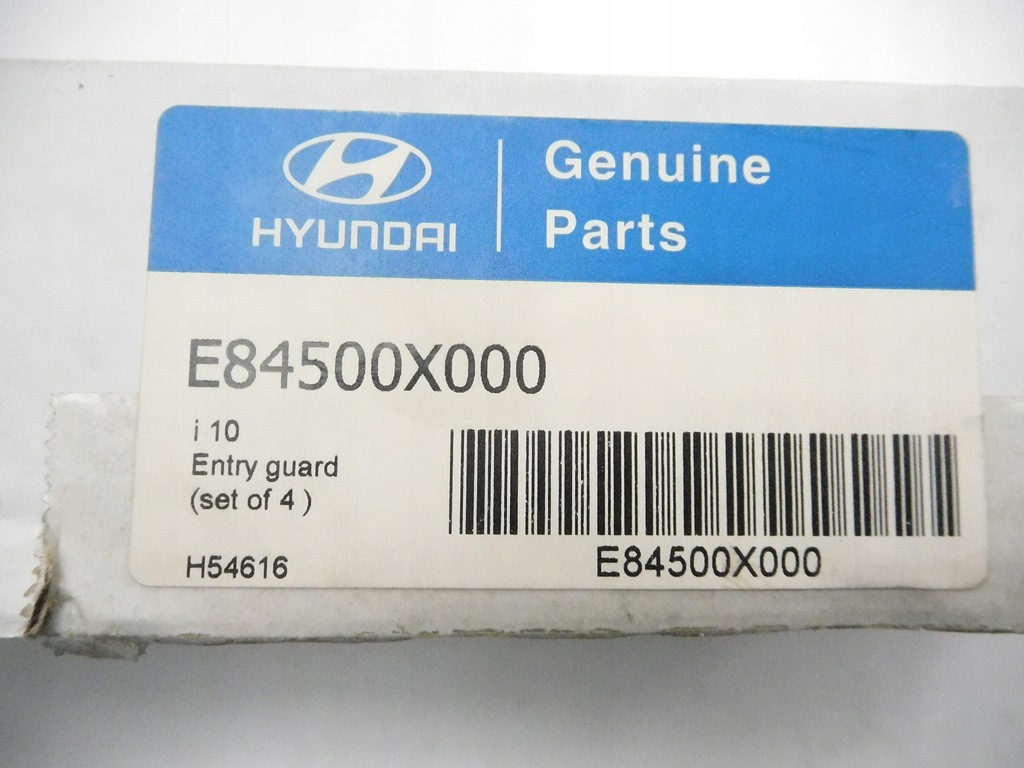 HYUNDAI
Genuine
Parts
E84500X000
i 10
Entry guard
(set of 4 )
H54616
E84500X000